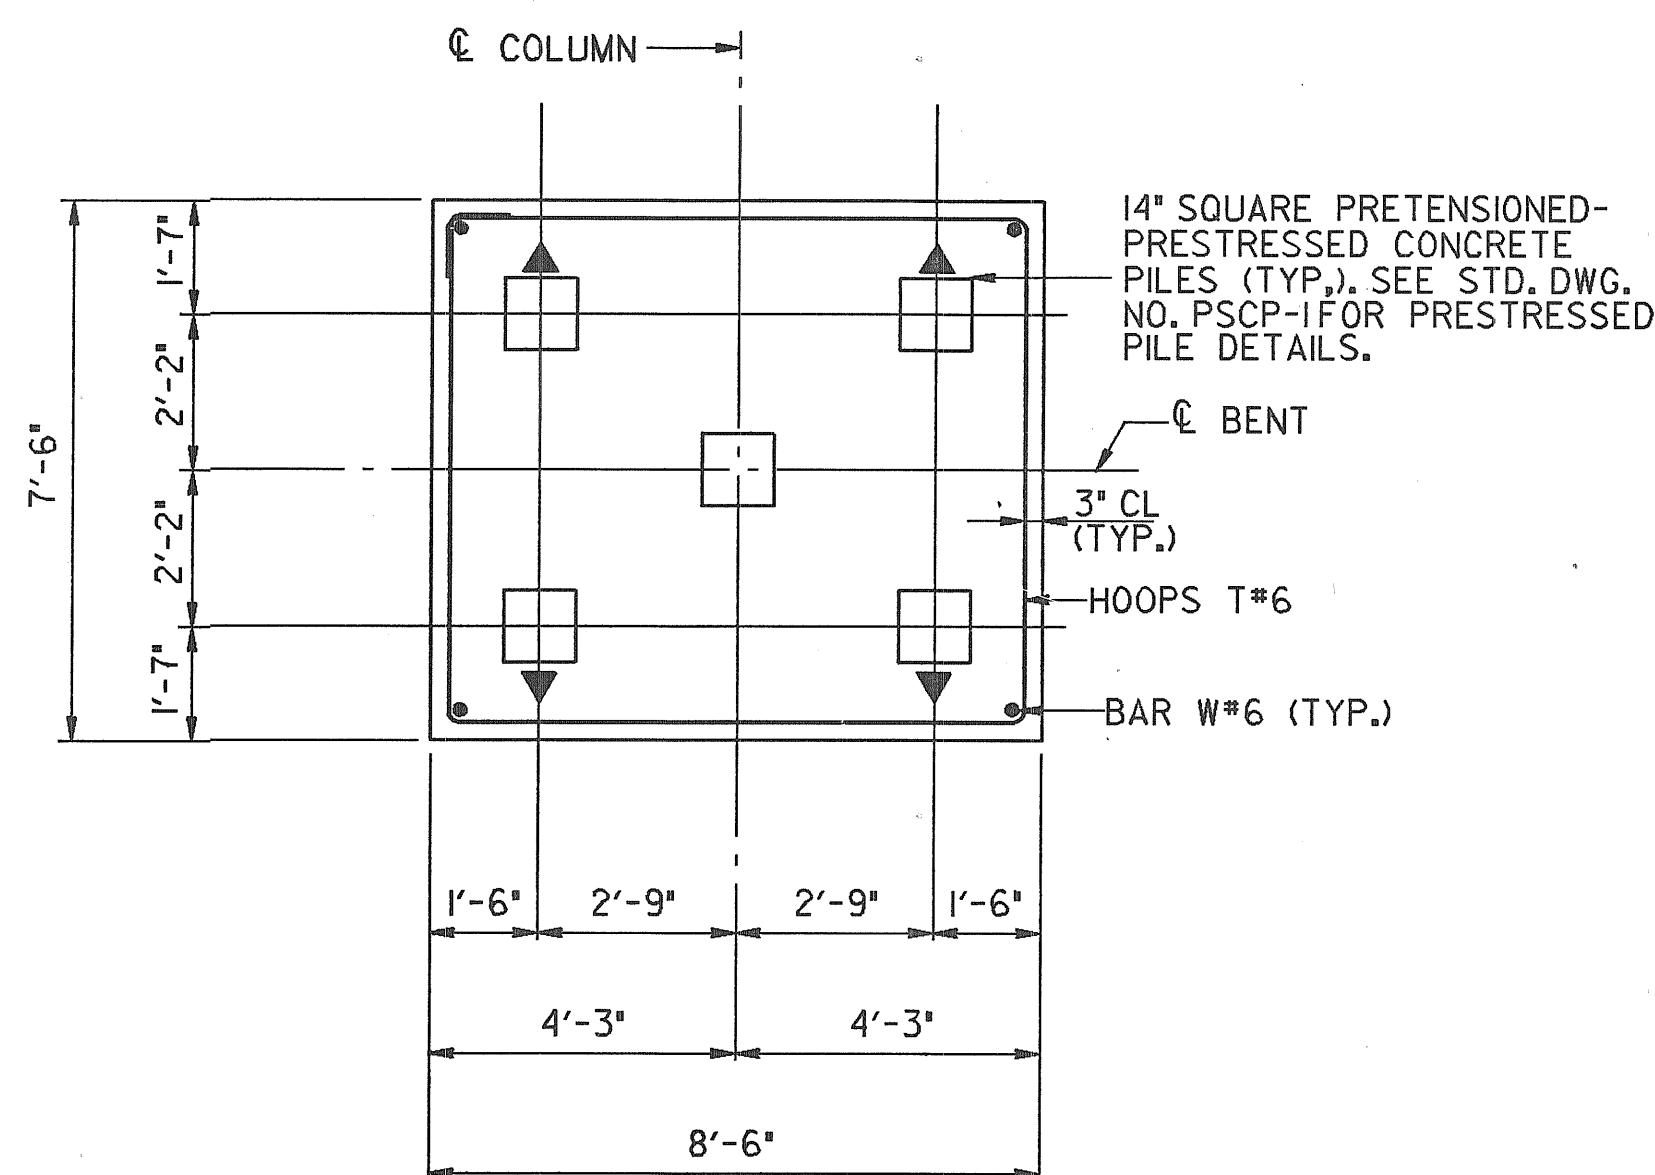 ℄ COLUMN
14" SQUARE PRETENSIONED-
PRESTRESSED CONCRETE
PILES (TYP.). SEE STD. DWG.
NO. PSCP-1 FOR PRESTRESSED
PILE DETAILS.
1'-7"
2'-2"
7'-6"
℄ BENT
2'-2"
3" CL
(TYP.)
HOOPS T#6
1'-7"
BAR W#6 (TYP.)
1'-6"
2'-9"
2'-9"
1'-6"
4'-3"
4'-3"
8'-6"